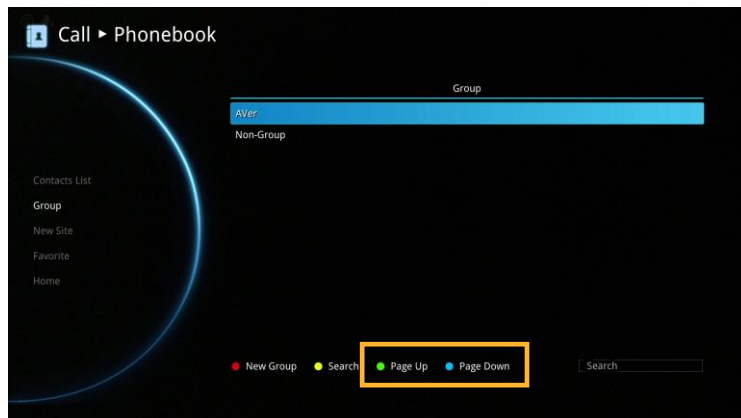 Call ► Phonebook
Group
AVer
Non-Group
Contacts List
Group
New Site
Favorite
Home
New Group Search Page Up Page Down Search